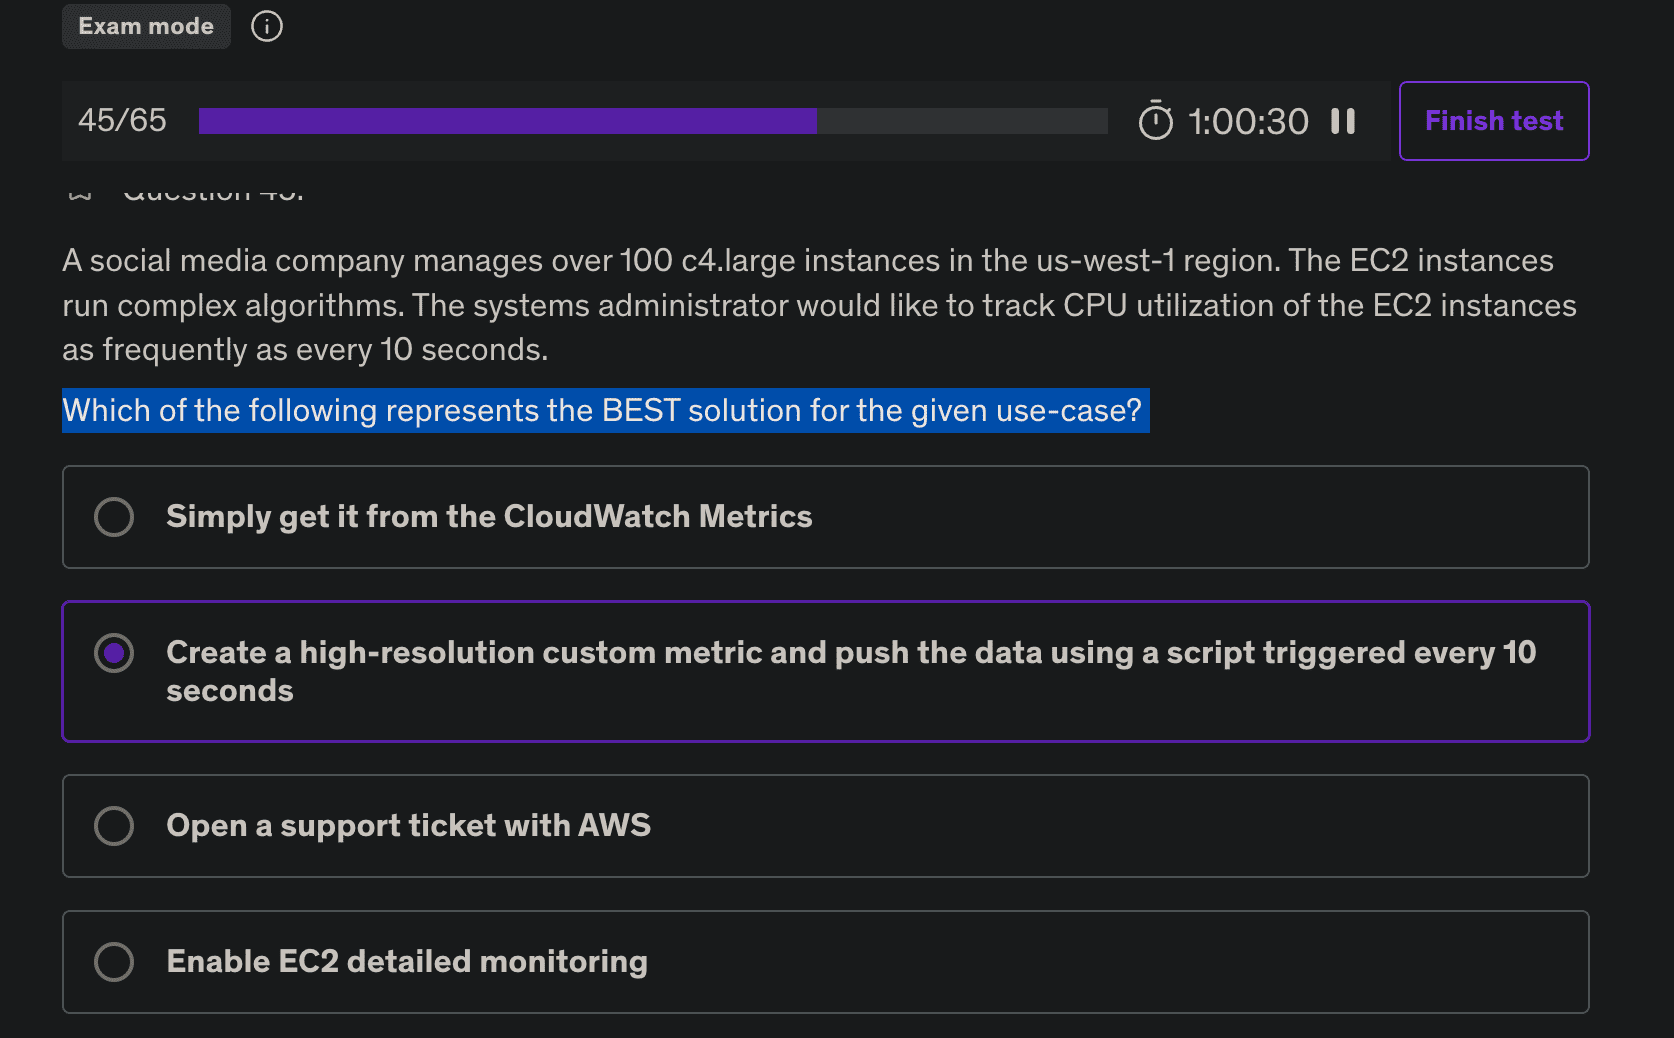 Exam mode
45/65
1:00:30
Finish test
Question 45:
A social media company manages over 100 c4.large instances in the us-west-1 region. The EC2 instances
run complex algorithms. The systems administrator would like to track CPU utilization of the EC2 instances
as frequently as every 10 seconds.
Which of the following represents the BEST solution for the given use-case?
Simply get it from the CloudWatch Metrics
Create a high-resolution custom metric and push the data using a script triggered every 10
seconds
Open a support ticket with AWS
Enable EC2 detailed monitoring